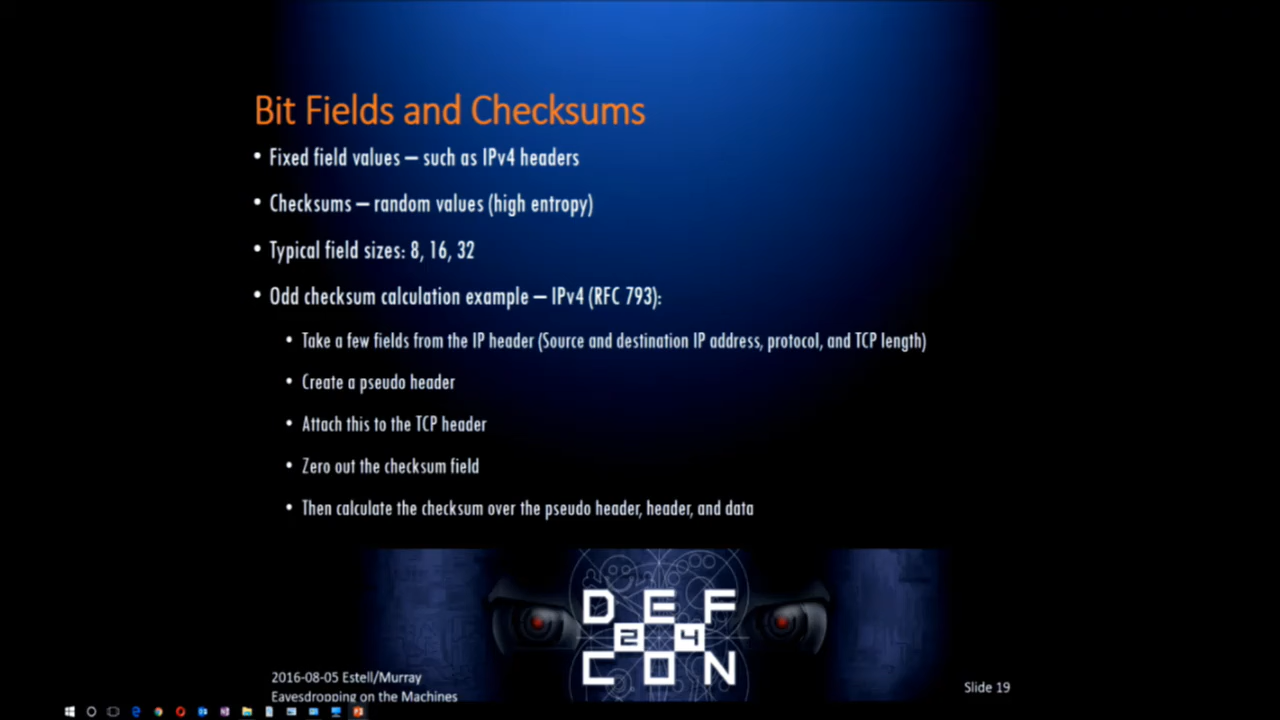 Bit Fields and Checksums
• Fixed field values – such as IPv4 headers
• Checksums – random values (high entropy)
• Typical field sizes: 8, 16, 32
• Odd checksum calculation example – IPv4 (RFC 793):
• Take a few fields from the IP header (Source and destination IP address, protocol, and TCP length)
• Create a pseudo header
• Attach this to the TCP header
• Zero out the checksum field
• Then calculate the checksum over the pseudo header, header, and data
DEF
24
CON
2016-08-05 Estell/Murray
Eavesdropping on the Machines
Slide 19